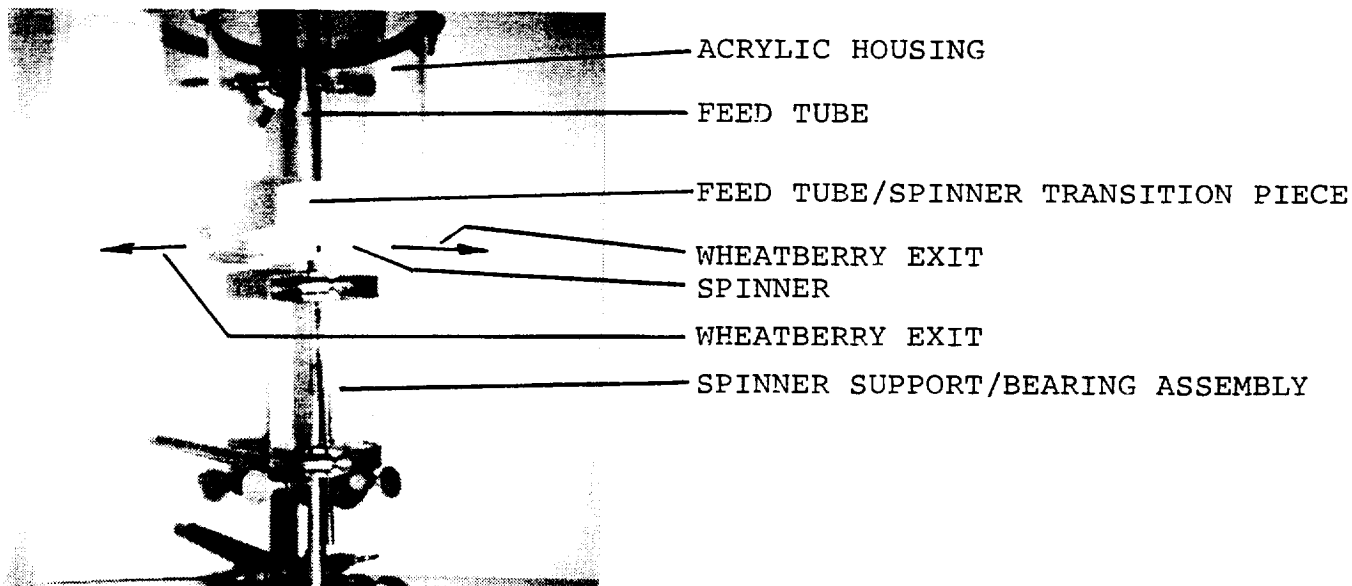 ACRYLIC HOUSING
FEED TUBE
FEED TUBE/SPINNER TRANSITION PIECE
WHEATBERRY EXIT
SPINNER
WHEATBERRY EXIT
SPINNER SUPPORT/BEARING ASSEMBLY